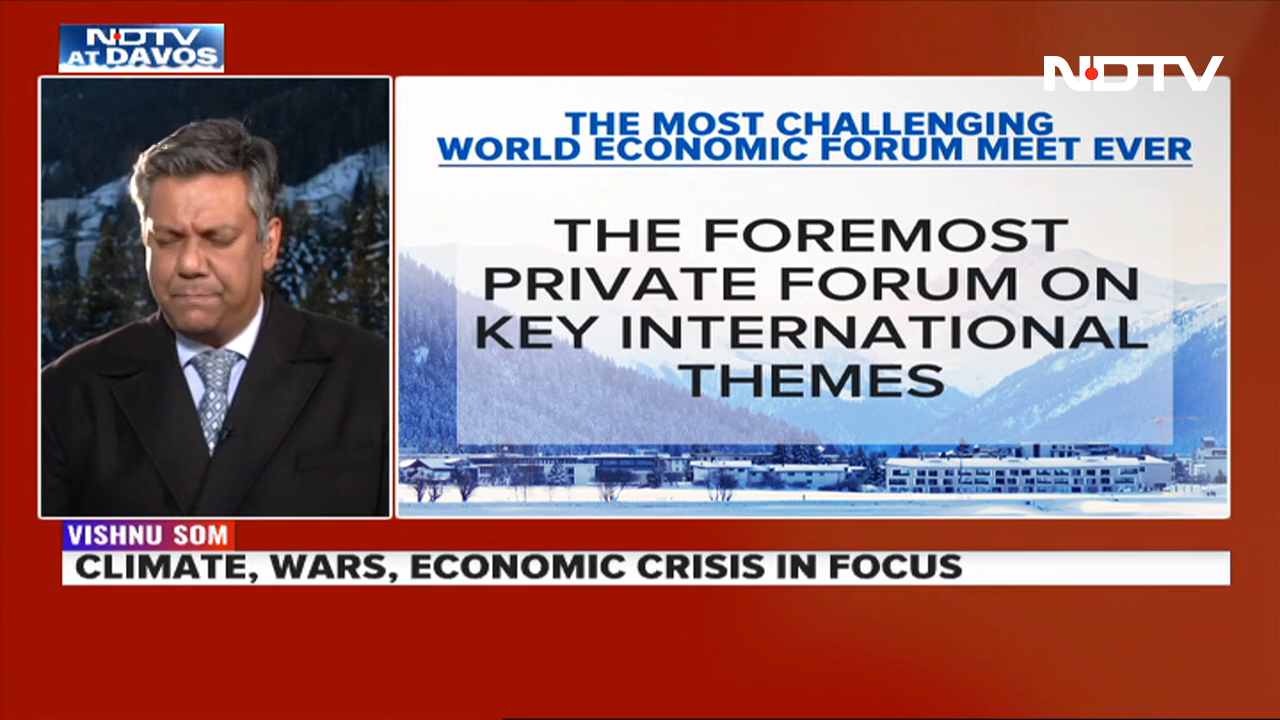 NDTV
AT DAVOS
NDTV
THE MOST CHALLENGING
WORLD ECONOMIC FORUM MEET EVER
THE FOREMOST
PRIVATE FORUM ON
KEY INTERNATIONAL
THEMES
VISHNU SOM
CLIMATE, WARS, ECONOMIC CRISIS IN FOCUS